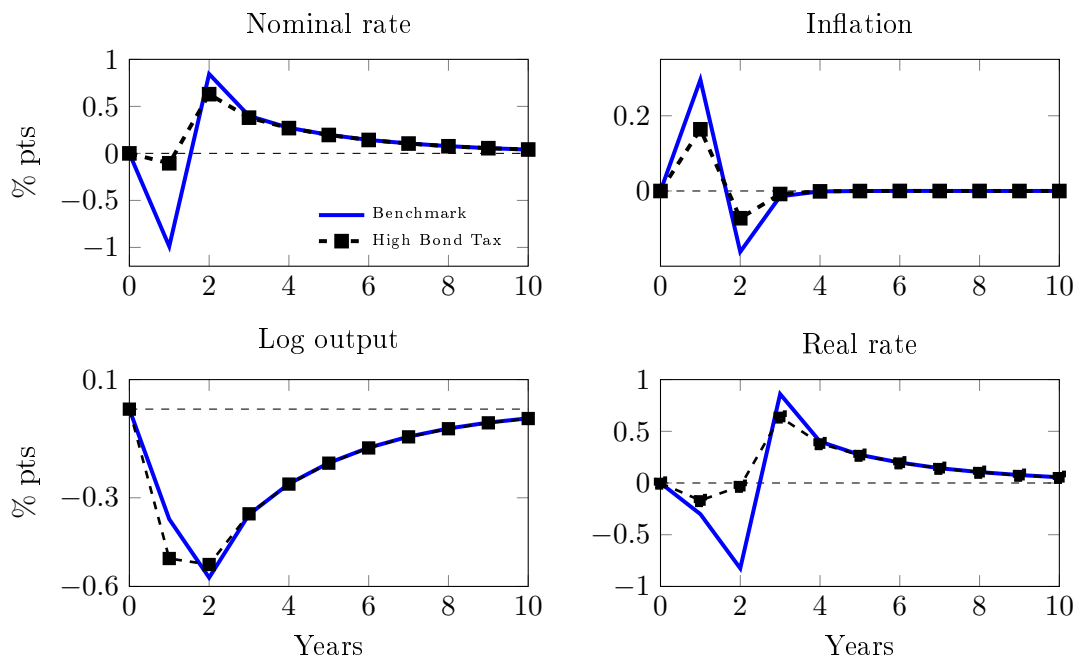 Nominal rate
% pts
1
0.5
0
−0.5
−1
0 2 4 6 8 10
Benchmark
High Bond Tax
Inflation
0.2
0
0 2 4 6 8 10
Log output
% pts
0.1
−0.3
−0.6
0 2 4 6 8 10
Years
Real rate
1
0.5
0
−0.5
−1
0 2 4 6 8 10
Years